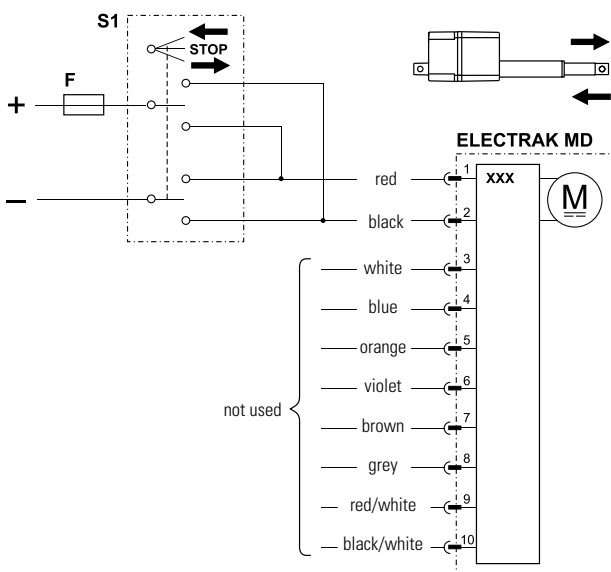 S1
STOP
F
+
−
ELECTRAK MD
red
1
XXX
M
black
2
white
3
blue
4
orange
5
violet
6
not used
brown
7
grey
8
red/white
9
black/white
10